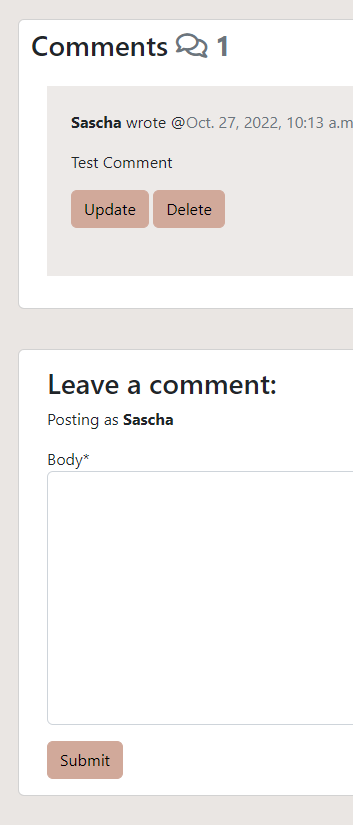 Comments 1
Sascha wrote @Oct. 27, 2022, 10:13 a.m
Test Comment
Update Delete
Leave a comment:
Posting as Sascha
Body*
Submit